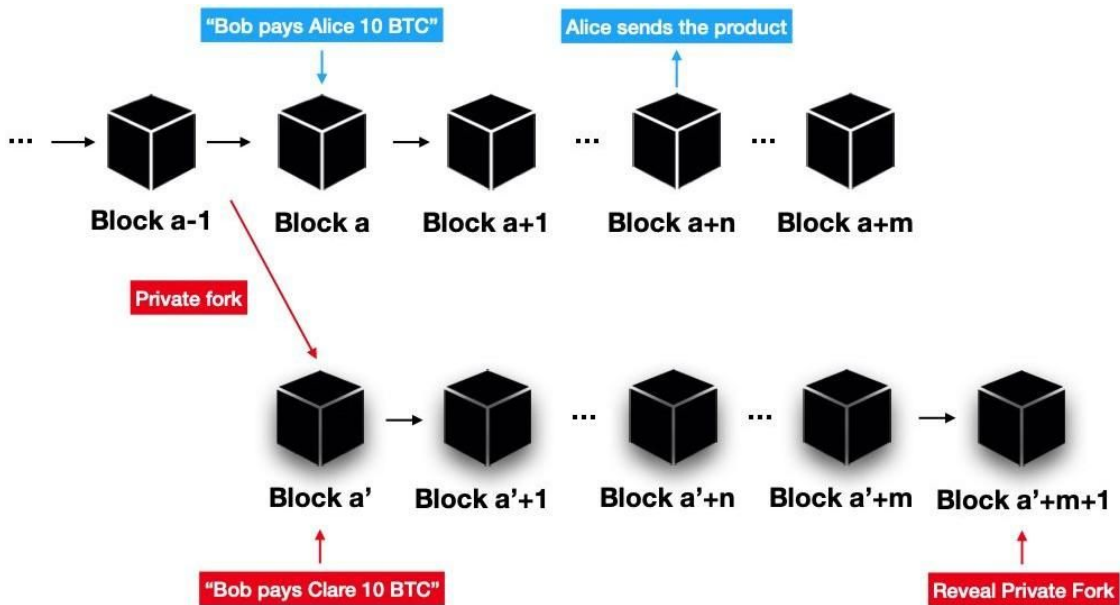 “Bob pays Alice 10 BTC”
Alice sends the product
...
...
...
Block a-1
Block a
Block a+1
Block a+n
Block a+m
Private fork
...
...
Block a’
Block a’+1
Block a’+n
Block a’+m
Block a’+m+1
“Bob pays Clare 10 BTC”
Reveal Private Fork